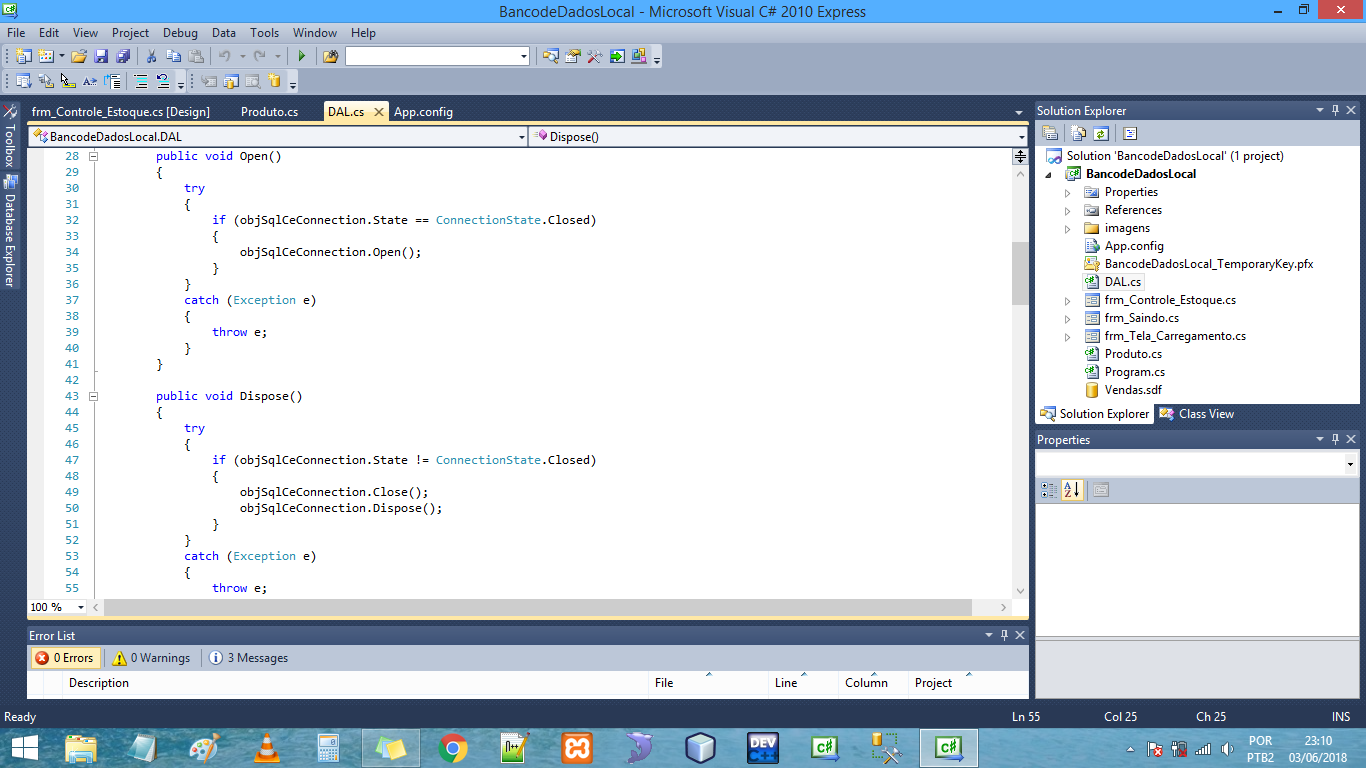 BancodeDadosLocal - Microsoft Visual C# 2010 Express
File Edit View Project Debug Data Tools Window Help
frm_Controle_Estoque.cs [Design] Produto.cs DAL.cs App.config
BancodeDadosLocal.DAL Dispose()
Toolbox
Database Explorer
28 public void Open()
29 {
30 try
31 {
32 if (objSqlCeConnection.State == ConnectionState.Closed)
33 {
34 objSqlCeConnection.Open();
35 }
36 }
37 catch (Exception e)
38 {
39 throw e;
40 }
41 }
42
43 public void Dispose()
44 {
45 try
46 {
47 if (objSqlCeConnection.State != ConnectionState.Closed)
48 {
49 objSqlCeConnection.Close();
50 objSqlCeConnection.Dispose();
51 }
52 }
53 catch (Exception e)
54 {
55 throw e;
100 %
Solution Explorer
Solution 'BancodeDadosLocal' (1 project)
BancodeDadosLocal
Properties
References
imagens
App.config
BancodeDadosLocal_TemporaryKey.pfx
DAL.cs
frm_Controle_Estoque.cs
frm_Saindo.cs
frm_Tela_Carregamento.cs
Produto.cs
Program.cs
Vendas.sdf
Solution Explorer Class View
Properties
Error List
0 Errors 0 Warnings 3 Messages
Description File Line Column Project
Ready Ln 55 Col 25 Ch 25 INS
POR 23:10
PTB2 03/06/2018